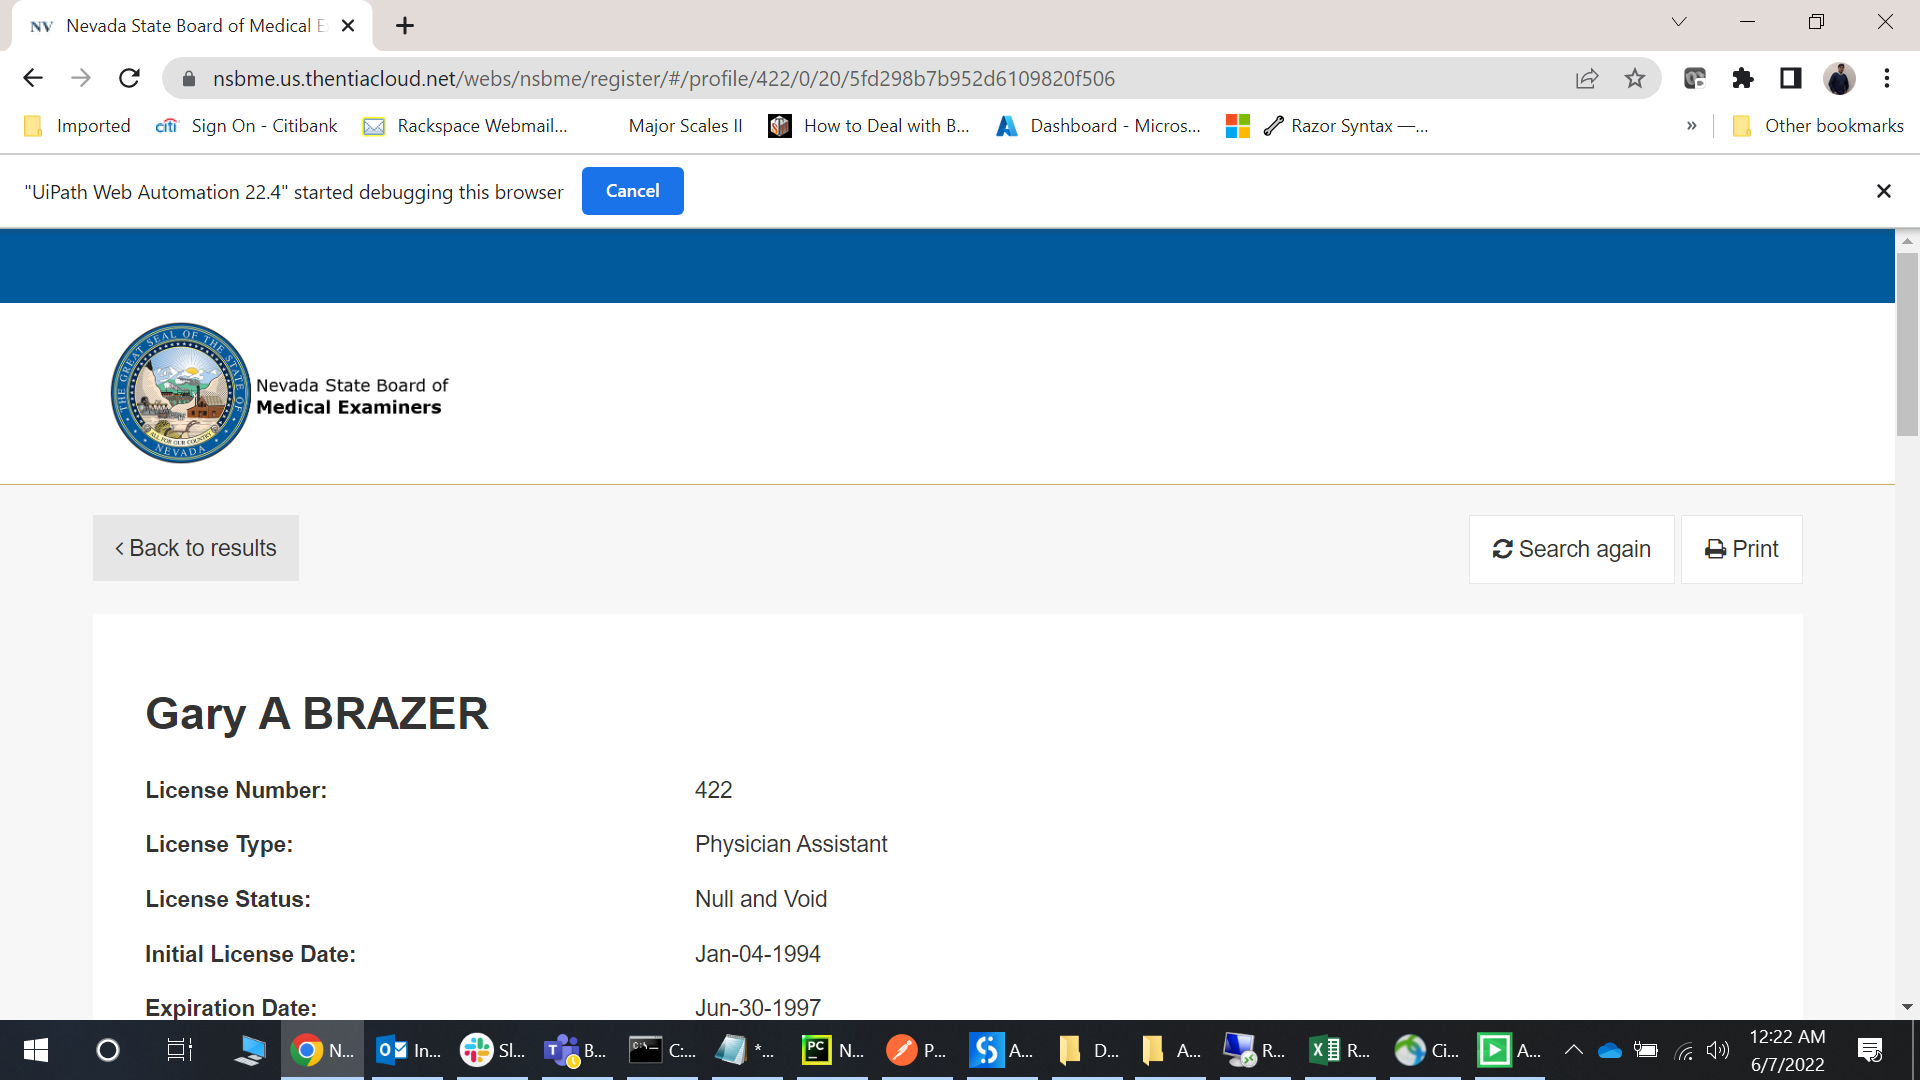 NV Nevada State Board of Medical E
nsbme.us.thentiacloud.net/webs/nsbme/register/#/profile/422/0/20/5fd298b7b952d6109820f506
Imported citi Sign On - Citibank Rackspace Webmail... Major Scales II How to Deal with B... Dashboard - Micros... Razor Syntax —... » Other bookmarks
"UiPath Web Automation 22.4" started debugging this browser Cancel
THE GREAT SEAL OF THE STATE OF NEVADA
ALL FOR OUR COUNTRY
Nevada State Board of
Medical Examiners
Back to results Search again Print
Gary A BRAZER
License Number: 422
License Type: Physician Assistant
License Status: Null and Void
Initial License Date: Jan-04-1994
Expiration Date: Jun-30-1997
N... In... Sl... B... C:... *... N... P... A... D... A... R... R... Ci... A... 12:22 AM
6/7/2022